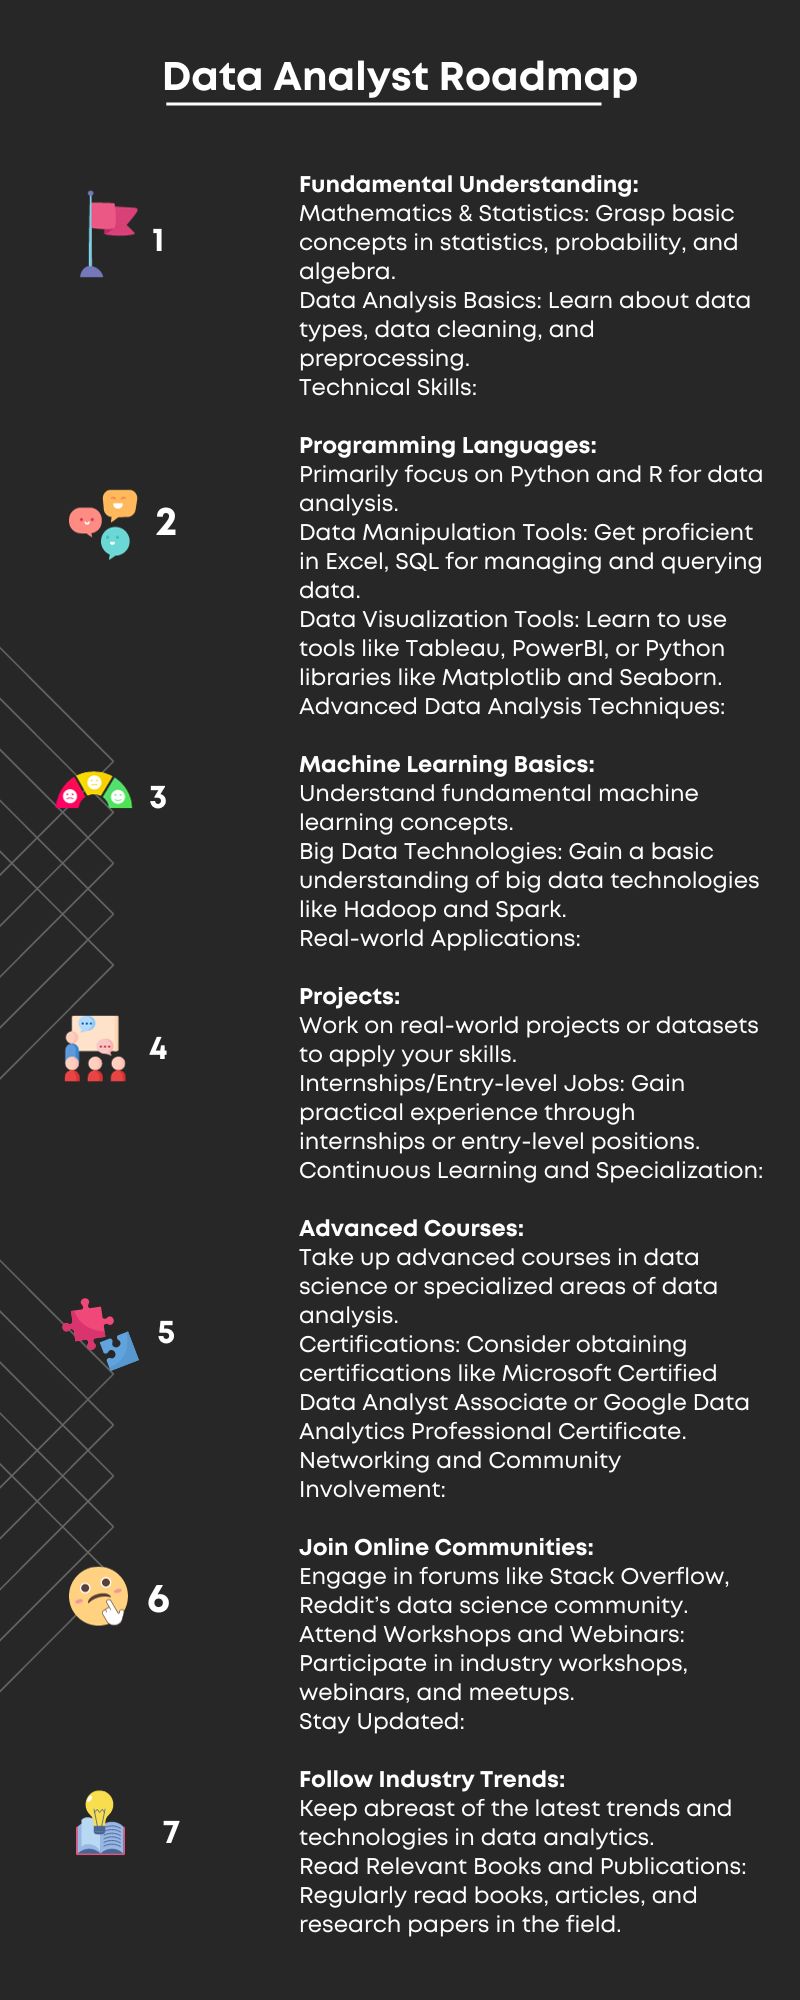 Data Analyst Roadmap
1
Fundamental Understanding:
Mathematics & Statistics: Grasp basic
concepts in statistics, probability, and
algebra.
Data Analysis Basics: Learn about data
types, data cleaning, and
preprocessing.
Technical Skills:
2
Programming Languages:
Primarily focus on Python and R for data
analysis.
Data Manipulation Tools: Get proficient
in Excel, SQL for managing and querying
data.
Data Visualization Tools: Learn to use
tools like Tableau, PowerBI, or Python
libraries like Matplotlib and Seaborn.
Advanced Data Analysis Techniques:
3
Machine Learning Basics:
Understand fundamental machine
learning concepts.
Big Data Technologies: Gain a basic
understanding of big data technologies
like Hadoop and Spark.
Real-world Applications:
4
Projects:
Work on real-world projects or datasets
to apply your skills.
Internships/Entry-level Jobs: Gain
practical experience through
internships or entry-level positions.
Continuous Learning and Specialization:
5
Advanced Courses:
Take up advanced courses in data
science or specialized areas of data
analysis.
Certifications: Consider obtaining
certifications like Microsoft Certified
Data Analyst Associate or Google Data
Analytics Professional Certificate.
Networking and Community
Involvement:
6
Join Online Communities:
Engage in forums like Stack Overflow,
Reddit's data science community.
Attend Workshops and Webinars:
Participate in industry workshops,
webinars, and meetups.
Stay Updated:
7
Follow Industry Trends:
Keep abreast of the latest trends and
technologies in data analytics.
Read Relevant Books and Publications:
Regularly read books, articles, and
research papers in the field.